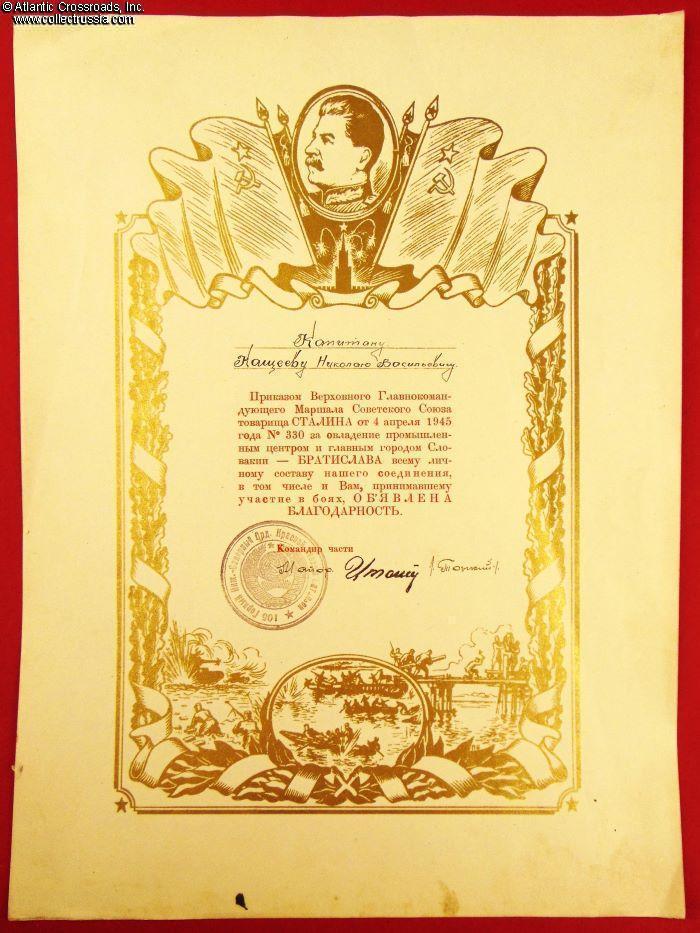 © Atlantic Crossroads, Inc.
www.collectrussia.com
Капитану
Кащееву Николаю Васильевичу.
Приказом Верховного Главнокоман-
дующего Маршала Советского Союза
товарища СТАЛИНА от 4 апреля 1945
года № 330 за овладение промышлен-
ным центром и главным городом Сло-
вакии — БРАТИСЛАВА всему лич-
ному составу нашего соединения,
в том числе и Вам, принимавшему
участие в боях, ОБ'ЯВЛЕНА
БЛАГОДАРНОСТЬ.
Командир части
Майор